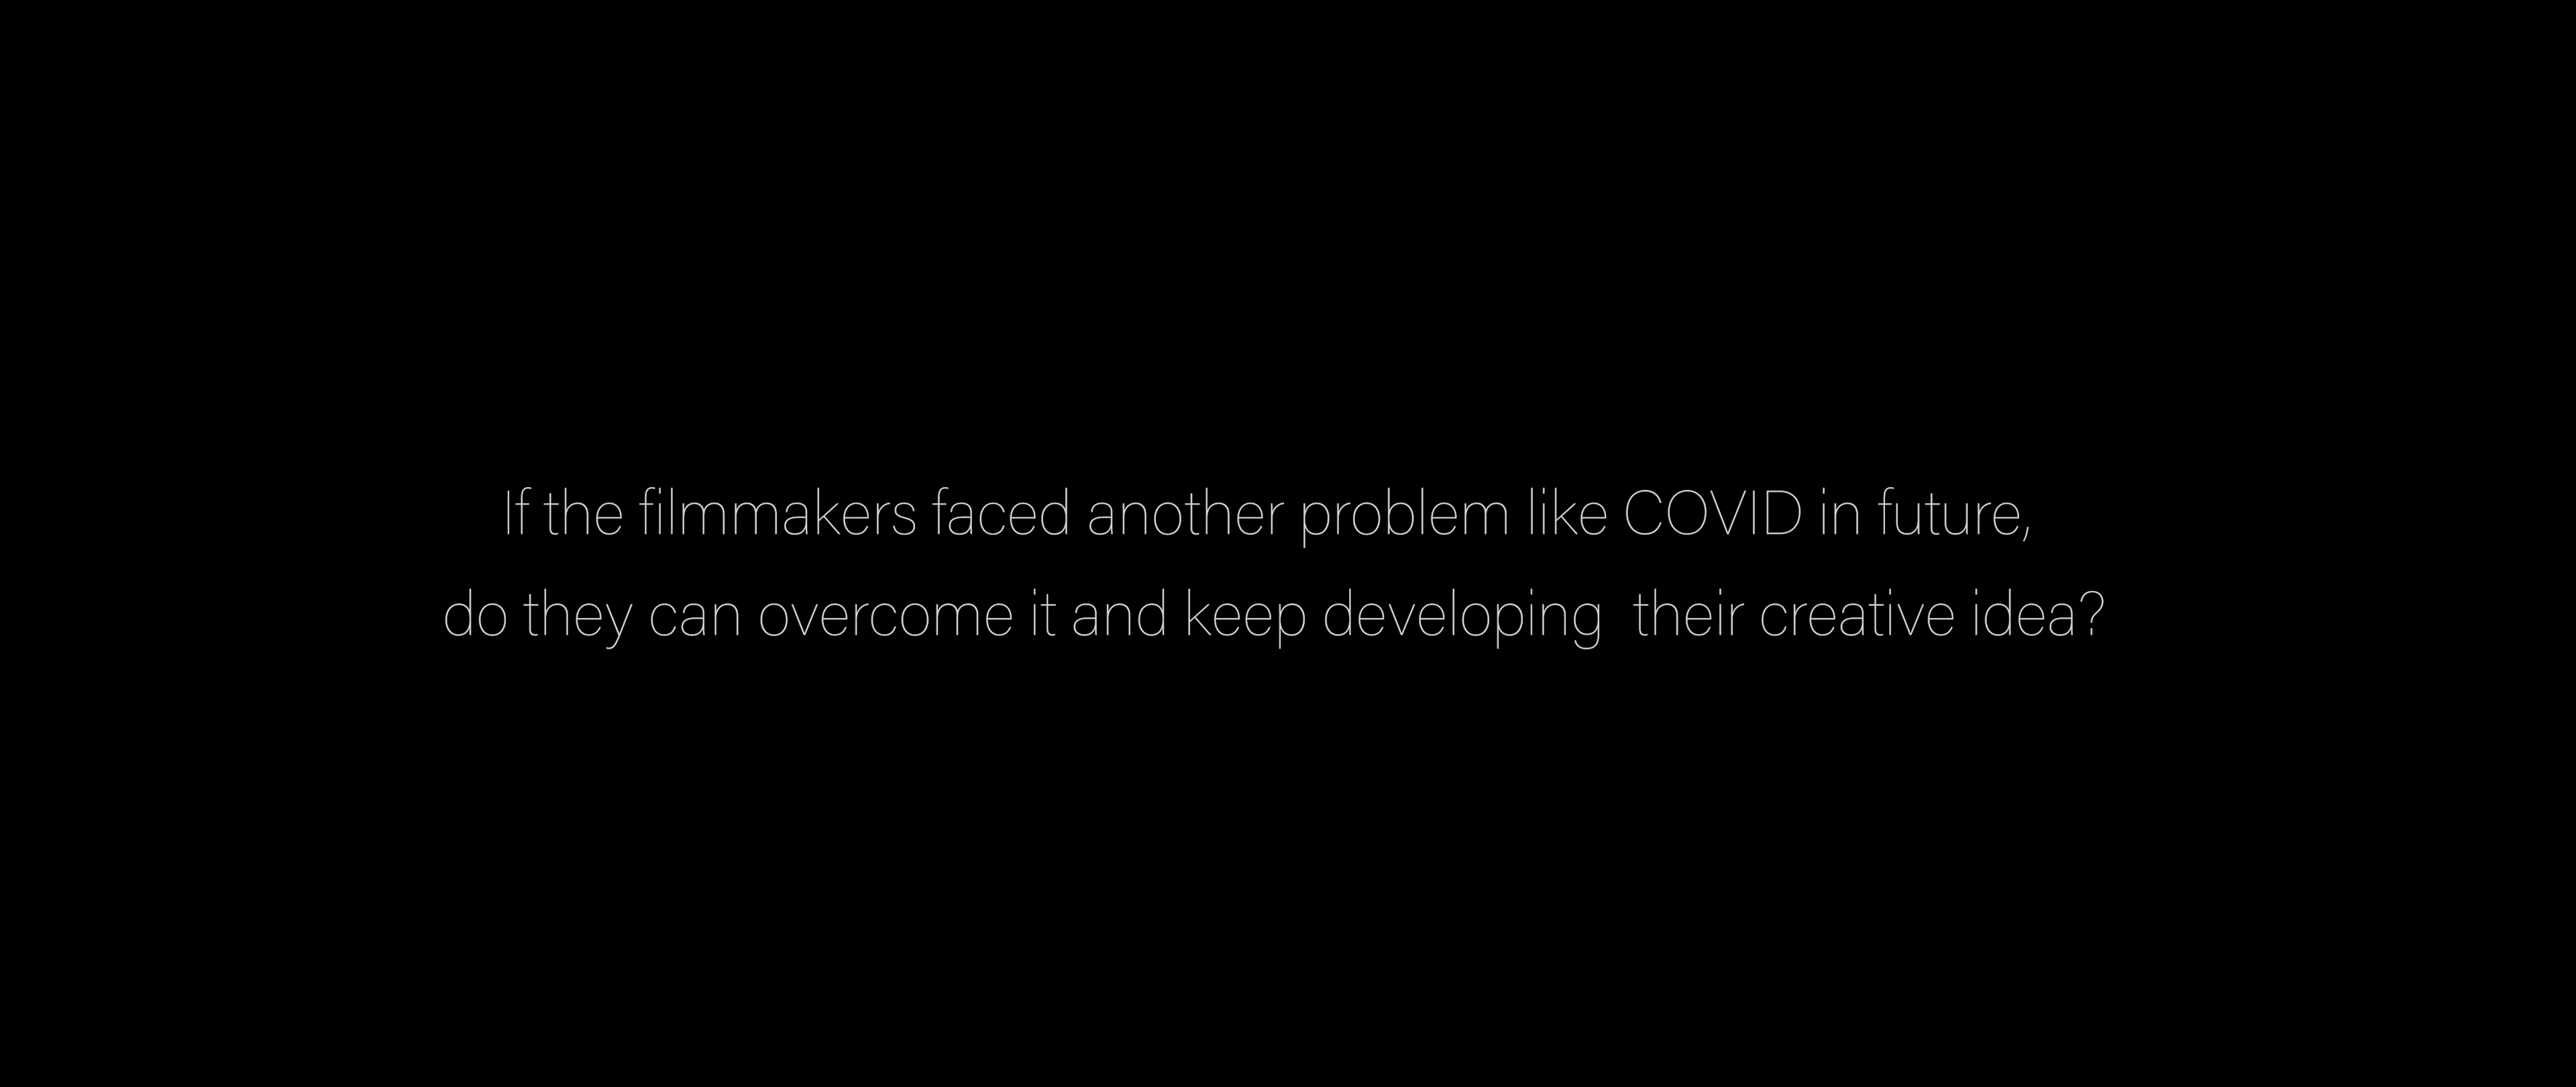 If the filmmakers faced another problem like COVID in future,
do they can overcome it and keep developing  their creative idea?